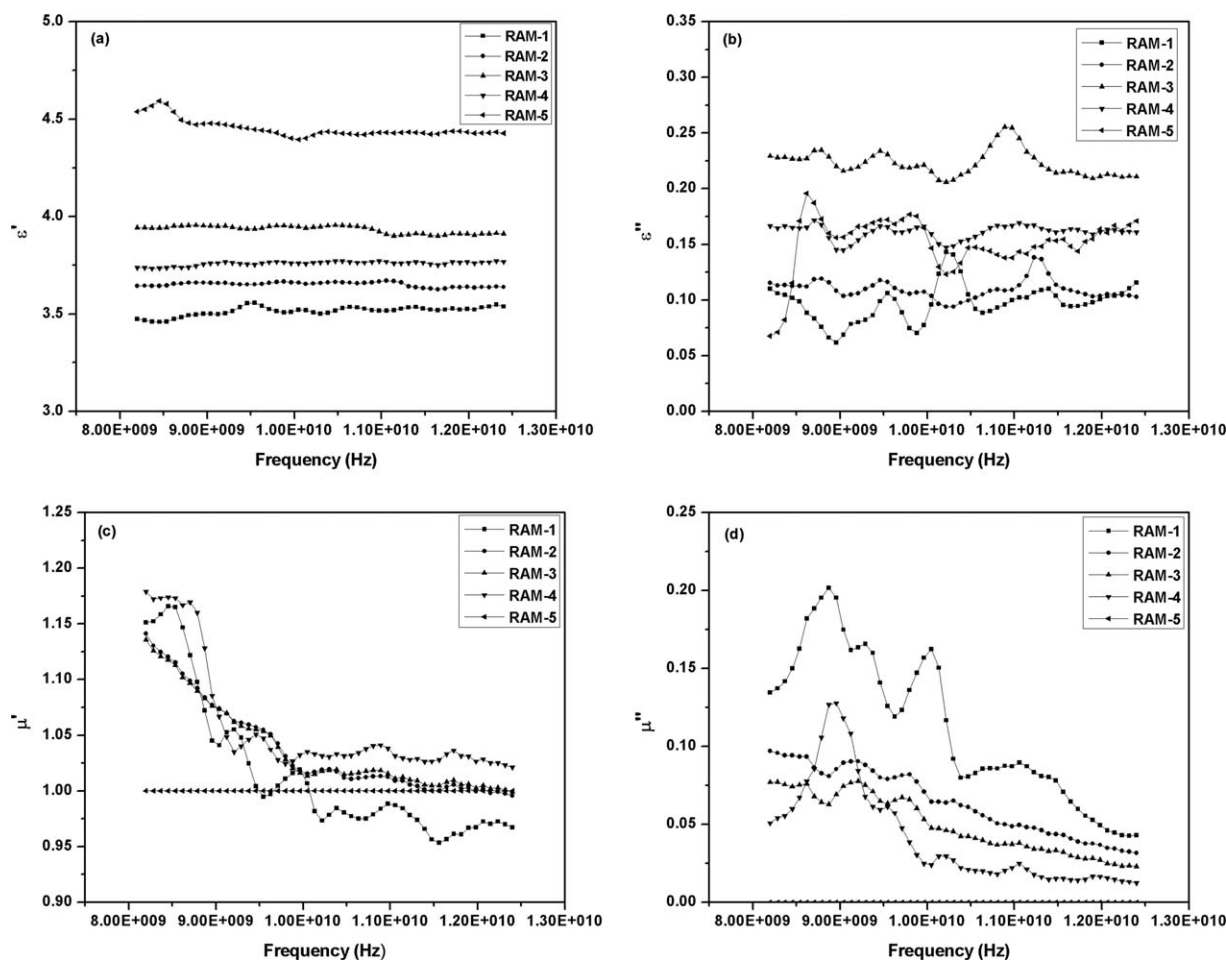 (a)
RAM-1
RAM-2
RAM-3
RAM-4
RAM-5
5.0
4.5
4.0
3.5
3.0
ε'
8.00E+009 9.00E+009 1.00E+010 1.10E+010 1.20E+010 1.30E+010
Frequency (Hz)
(b)
RAM-1
RAM-2
RAM-3
RAM-4
RAM-5
0.35
0.30
0.25
0.20
0.15
0.10
0.05
0.00
ε"
8.00E+009 9.00E+009 1.00E+010 1.10E+010 1.20E+010 1.30E+010
Frequency (Hz)
(c)
RAM-1
RAM-2
RAM-3
RAM-4
RAM-5
1.25
1.20
1.15
1.10
1.05
1.00
0.95
0.90
μ'
8.00E+009 9.00E+009 1.00E+010 1.10E+010 1.20E+010 1.30E+010
Frequency (Hz)
(d)
RAM-1
RAM-2
RAM-3
RAM-4
RAM-5
0.25
0.20
0.15
0.10
0.05
0.00
μ"
8.00E+009 9.00E+009 1.00E+010 1.10E+010 1.20E+010 1.30E+010
Frequency (Hz)